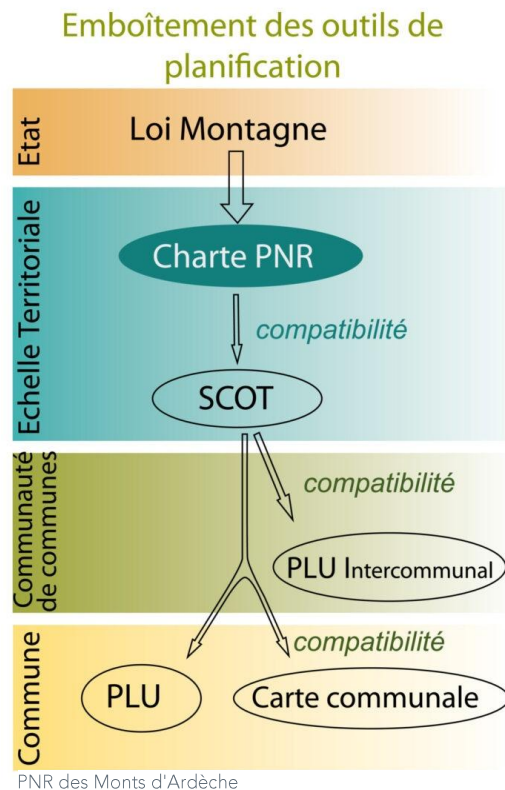 Emboîtement des outils de
planification
Etat
Loi Montagne
Echelle Territoriale
Charte PNR
compatibilité
SCOT
Communauté
de communes
compatibilité
PLU Intercommunal
Commune
compatibilité
PLU
Carte communale
PNR des Monts d'Ardèche